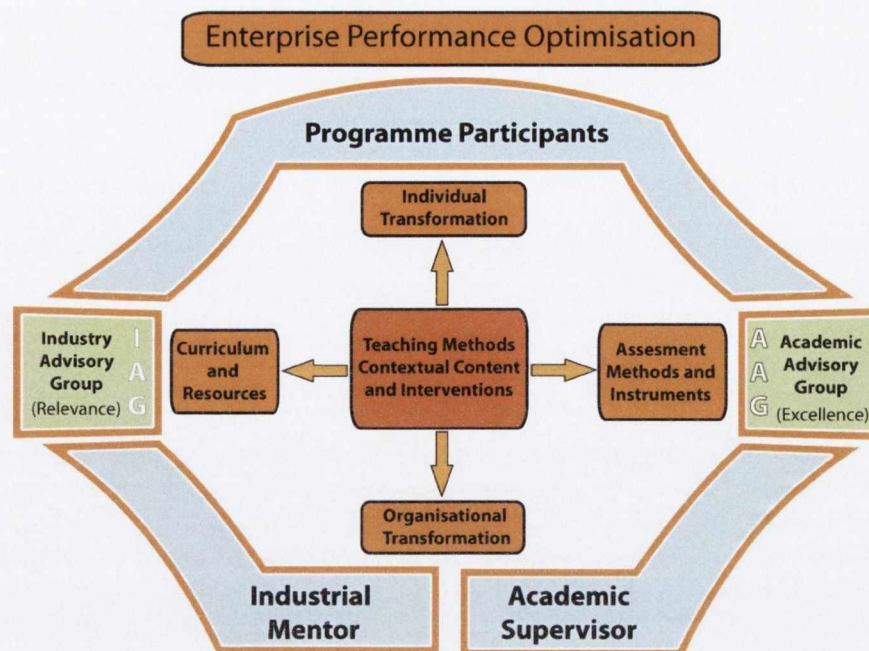 Enterprise Performance Optimisation
Programme Participants
Individual
Transformation
Industry
Advisory
Group
(Relevance)
I
A
G
Curriculum
and
Resources
Teaching Methods
Contextual Content
and Interventions
Assesment
Methods and
Instruments
A
A
G
Academic
Advisory
Group
(Excellence)
Organisational
Transformation
Industrial
Mentor
Academic
Supervisor